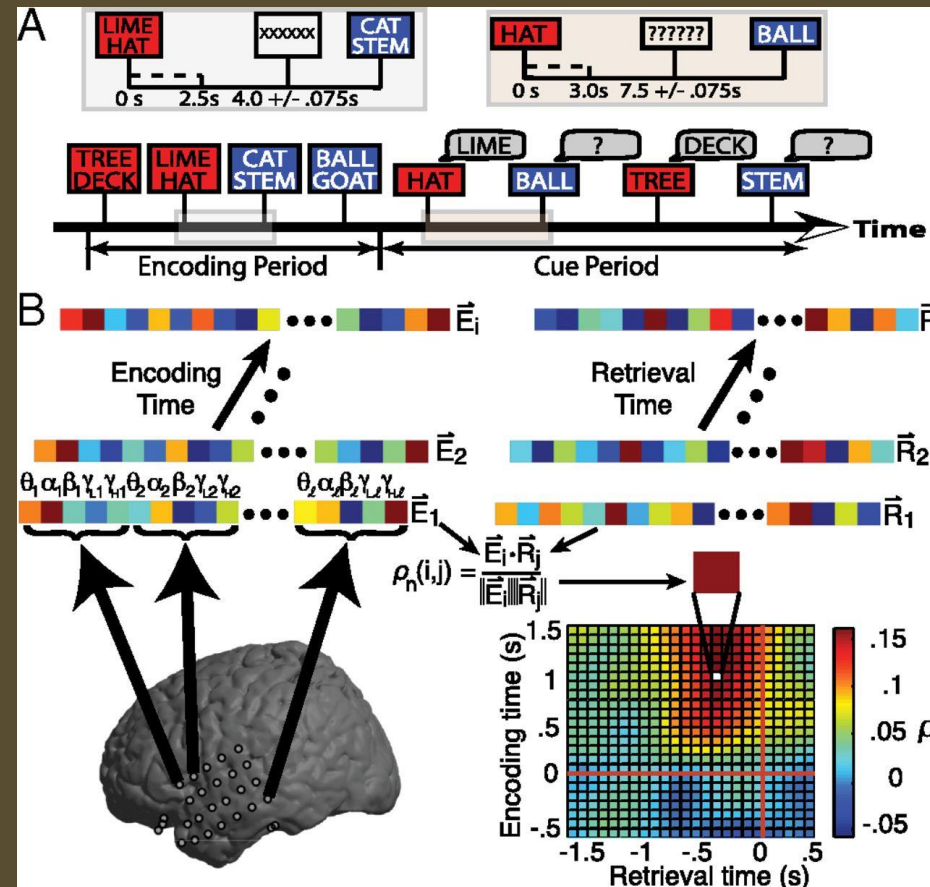 A
LIME HAT
xxxxxx
CAT STEM
0 s 2.5s 4.0 +/- .075s
HAT
??????
BALL
0 s 3.0s 7.5 +/- .075s
TREE DECK
LIME HAT
CAT STEM
BALL GOAT
HAT
LIME
BALL
?
TREE
DECK
STEM
?
Time
Encoding Period
Cue Period
B
E⃗i
Encoding Time
Retrieval Time
E⃗2
R⃗2
θ1 α1 β1 γL1 γH1 θ2 α2 β2 γL2 γH2
θℓ αℓ βℓ γLℓ γHℓ
E⃗1
R⃗1
ρn(i,j) = E⃗i·R⃗j / ‖E⃗i‖‖R⃗j‖
Encoding time (s)
1.5
1
.5
0
-.5
-1.5 -1 -.5 0 .5
Retrieval time (s)
.15
.1
.05
0
-.05
ρ